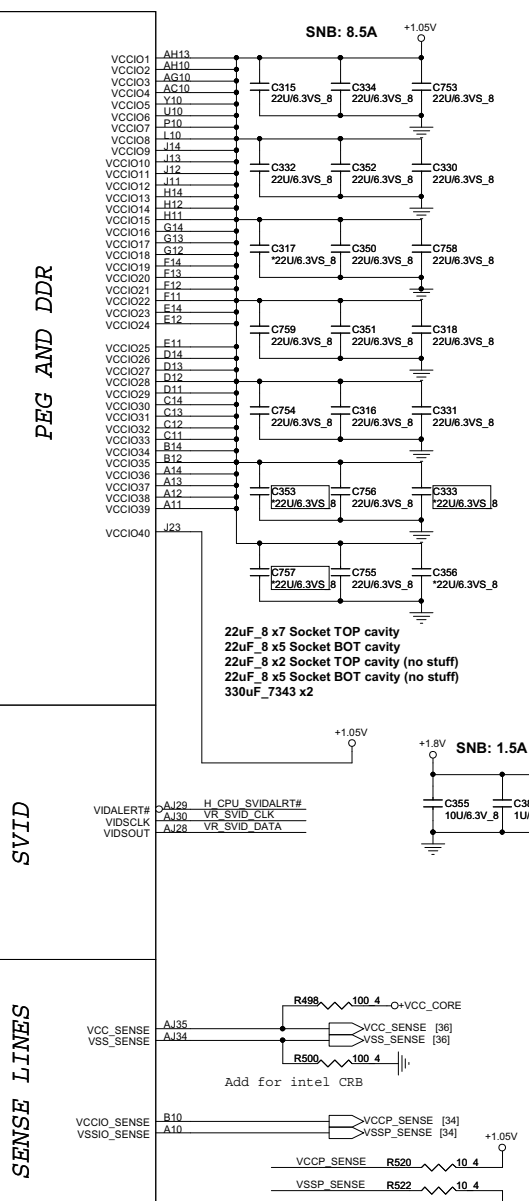 SNB: 8.5A
+1.05V
PEG AND DDR
VCCIO1 AH13
VCCIO2 AH10
VCCIO3 AG10
VCCIO4 AC10
VCCIO5 Y10
VCCIO6 U10
VCCIO7 P10
VCCIO8 L10
VCCIO9 J14
VCCIO10 J13
VCCIO11 J12
VCCIO12 J11
VCCIO13 H14
VCCIO14 H12
VCCIO15 H11
VCCIO16 G14
VCCIO17 G13
VCCIO18 G12
VCCIO19 F14
VCCIO20 F13
VCCIO21 F12
VCCIO22 F11
VCCIO23 E14
VCCIO24 E12
VCCIO25 E11
VCCIO26 D14
VCCIO27 D13
VCCIO28 D12
VCCIO29 D11
VCCIO30 C14
VCCIO31 C13
VCCIO32 C12
VCCIO33 C11
VCCIO34 B14
VCCIO35 B12
VCCIO36 A14
VCCIO37 A13
VCCIO38 A12
VCCIO39 A11
VCCIO40 J23
C315 C334 C753
22U/6.3VS_8 22U/6.3VS_8 22U/6.3VS_8
C332 C352 C330
22U/6.3VS_8 22U/6.3VS_8 22U/6.3VS_8
C317 C350 C758
*22U/6.3VS_8 22U/6.3VS_8 22U/6.3VS_8
C759 C351 C318
22U/6.3VS_8 22U/6.3VS_8 22U/6.3VS_8
C754 C316 C331
22U/6.3VS_8 22U/6.3VS_8 22U/6.3VS_8
C353 C756 C333
*22U/6.3VS_8 22U/6.3VS_8 *22U/6.3VS_8
C757 C755 C356
*22U/6.3VS_8 22U/6.3VS_8 *22U/6.3VS_8
22uF_8 x7 Socket TOP cavity
22uF_8 x5 Socket BOT cavity
22uF_8 x2 Socket TOP cavity (no stuff)
22uF_8 x5 Socket BOT cavity (no stuff)
330uF_7343 x2
+1.05V
+1.8V SNB: 1.5A
C355
10U/6.3V_8 1U/
SVID
VIDALERT# AJ29 H_CPU_SVIDALRT#
VIDSCLK AJ30 VR_SVID_CLK
VIDSOUT AJ28 VR_SVID_DATA
SENSE LINES
R498 100_4 +VCC_CORE
VCC_SENSE AJ35 VCC_SENSE [36]
VSS_SENSE AJ34 VSS_SENSE [36]
R500 100_4
Add for intel CRB
VCCIO_SENSE B10 VCCP_SENSE [34]
VSSIO_SENSE A10 VSSP_SENSE [34]
+1.05V
VCCP_SENSE R520 10_4
VSSP_SENSE R522 10_4